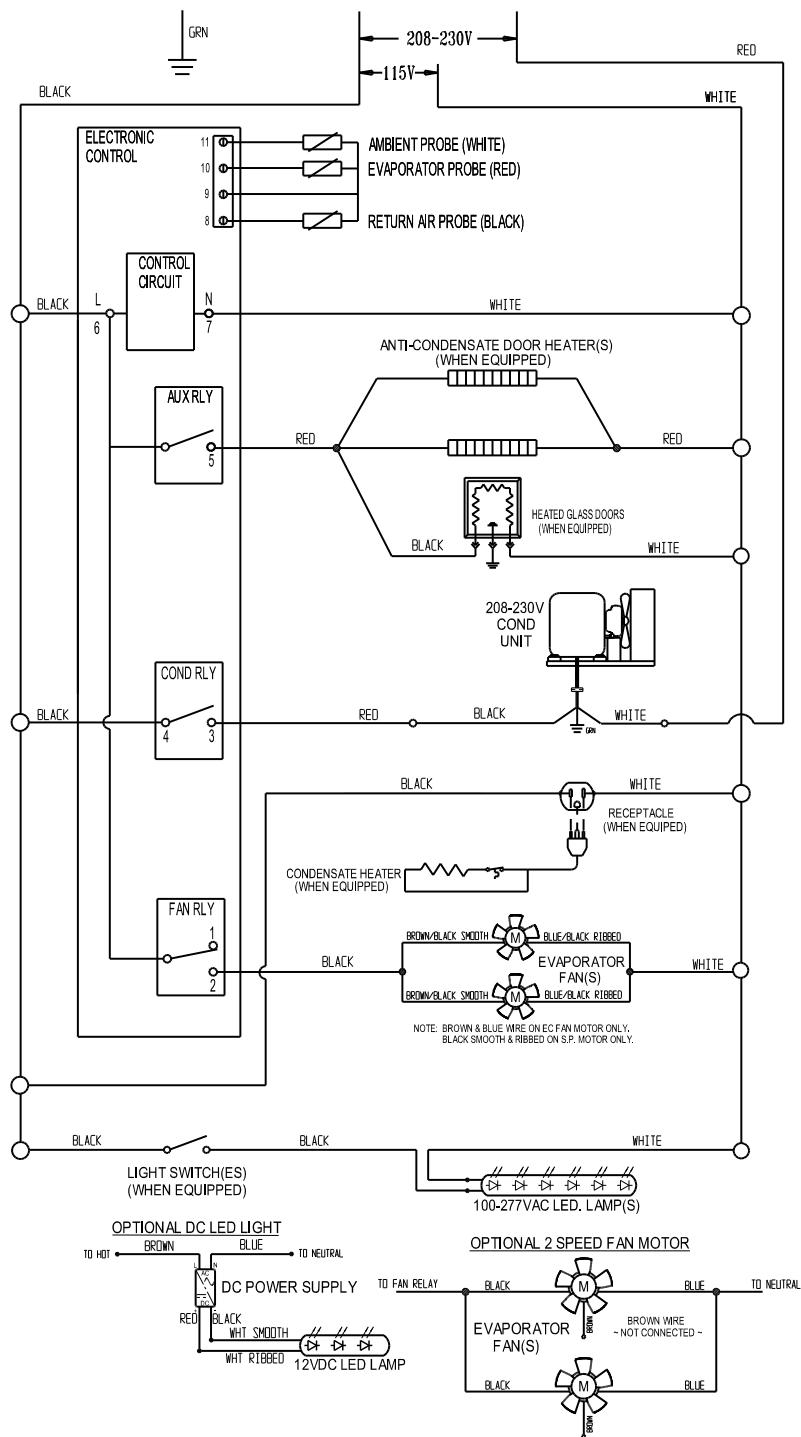 GRN
208-230V
RED
115V
BLACK
WHITE
ELECTRONIC
CONTROL
11
AMBIENT PROBE (WHITE)
10
EVAPORATOR PROBE (RED)
9
8
RETURN AIR PROBE (BLACK)
CONTROL
CIRCUIT
BLACK
L
N
WHITE
6
7
ANTI-CONDENSATE DOOR HEATER(S)
(WHEN EQUIPPED)
AUX RLY
RED
RED
5
HEATED GLASS DOORS
(WHEN EQUIPPED)
BLACK
WHITE
208-230V
COND
UNIT
COND RLY
BLACK
RED
BLACK
WHITE
4
3
GRN
BLACK
WHITE
RECEPTACLE
(WHEN EQUIPED)
CONDENSATE HEATER
(WHEN EQUIPPED)
FAN RLY
1
BROWN/BLACK SMOOTH
M
BLUE/BLACK RIBBED
BLACK
EVAPORATOR
FAN(S)
WHITE
2
BROWN/BLACK SMOOTH
M
BLUE/BLACK RIBBED
NOTE: BROWN & BLUE WIRE ON EC FAN MOTOR ONLY.
BLACK SMOOTH & RIBBED ON S.P. MOTOR ONLY.
BLACK
BLACK
WHITE
LIGHT SWITCH(ES)
(WHEN EQUIPPED)
100-277VAC LED. LAMP(S)
OPTIONAL DC LED LIGHT
BROWN
BLUE
TO HOT
TO NEUTRAL
L
N
AC
DC
DC POWER SUPPLY
RED
BLACK
WHT SMOOTH
WHT RIBBED
12VDC LED LAMP
OPTIONAL 2 SPEED FAN MOTOR
TO FAN RELAY
BLACK
M
BLUE
TO NEUTRAL
BROWN
EVAPORATOR
FAN(S)
BROWN WIRE
~ NOT CONNECTED ~
BLACK
M
BLUE
BROWN